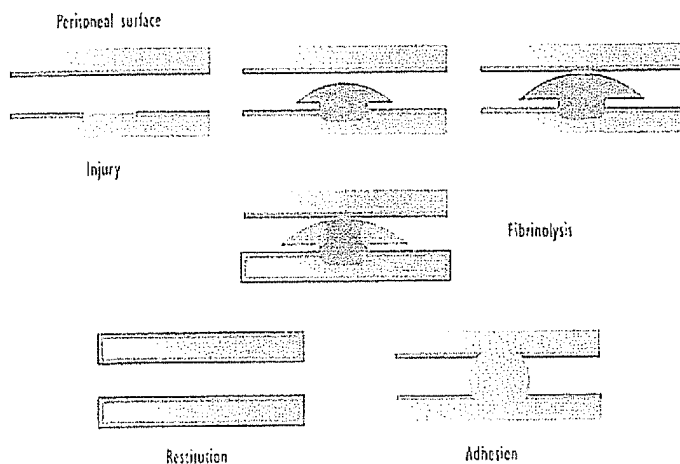 Peritoneal surface
Injury
Fibrinolysis
Restitution
Adhesion